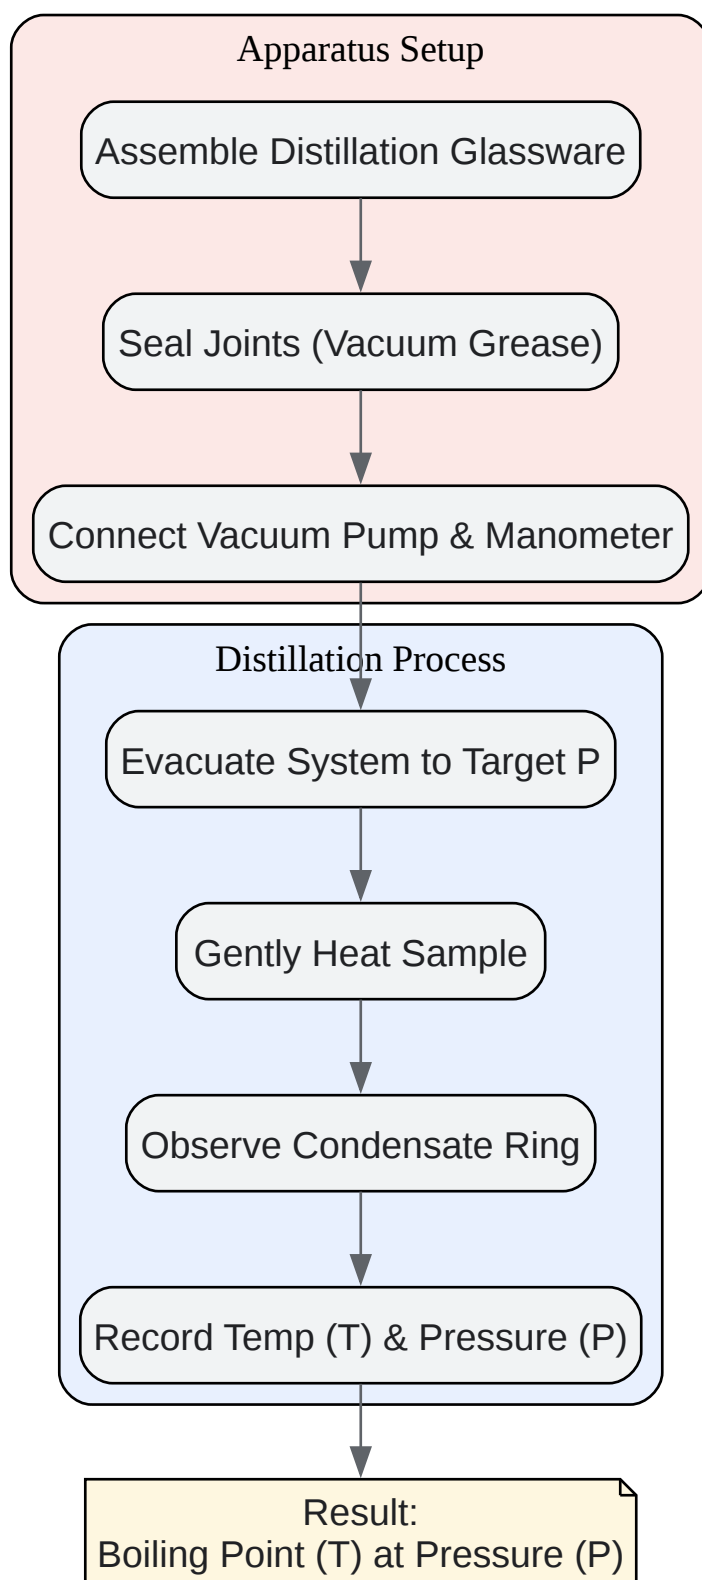 Apparatus Setup
Assemble Distillation Glassware
Seal Joints (Vacuum Grease)
Connect Vacuum Pump & Manometer
Distillation Process
Evacuate System to Target P
Gently Heat Sample
Observe Condensate Ring
Record Temp (T) & Pressure (P)
Result:
Boiling Point (T) at Pressure (P)